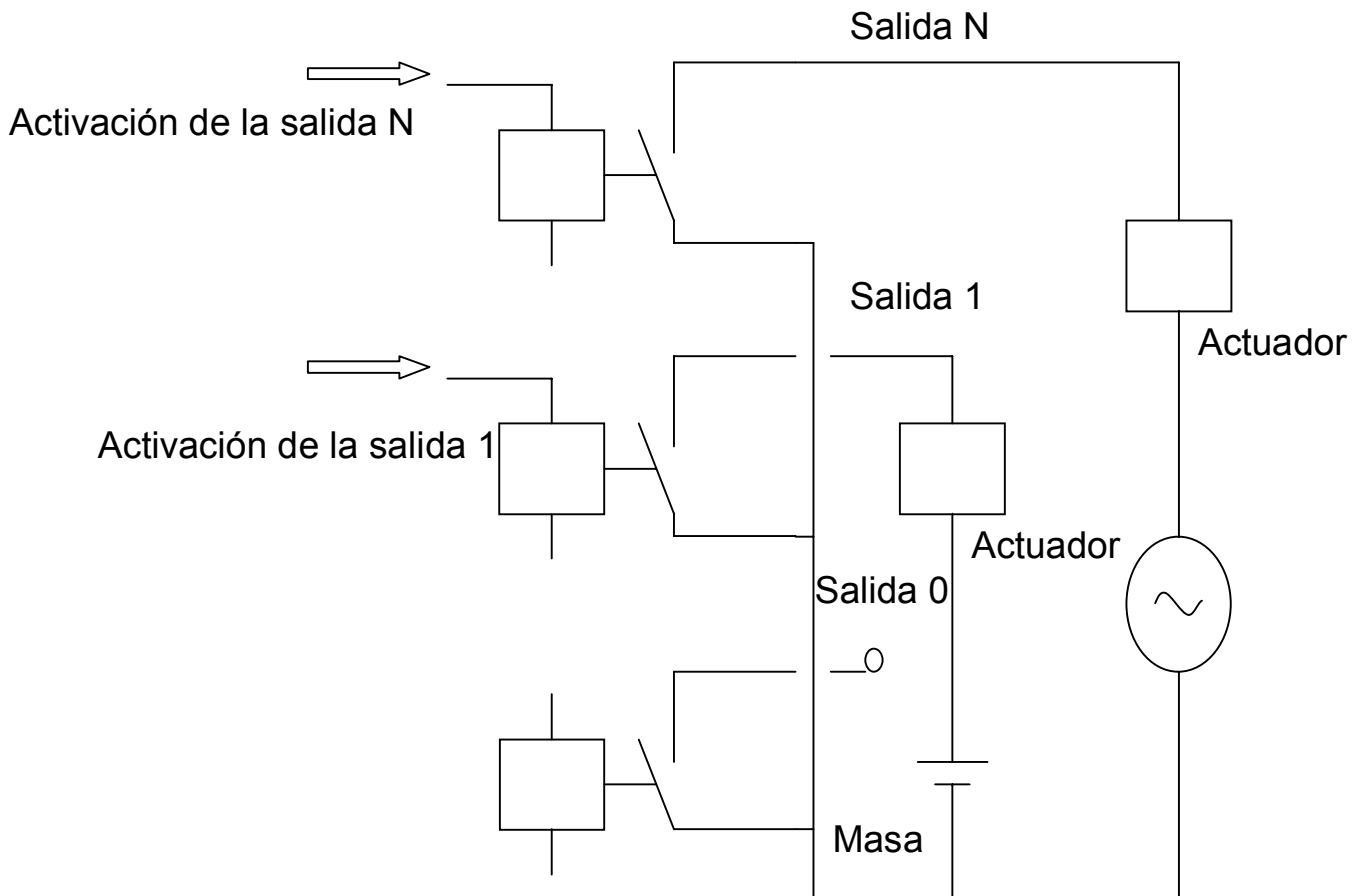 Salida N
Activación de la salida N
Salida 1
Actuador
Activación de la salida 1
Actuador
Salida 0
Masa